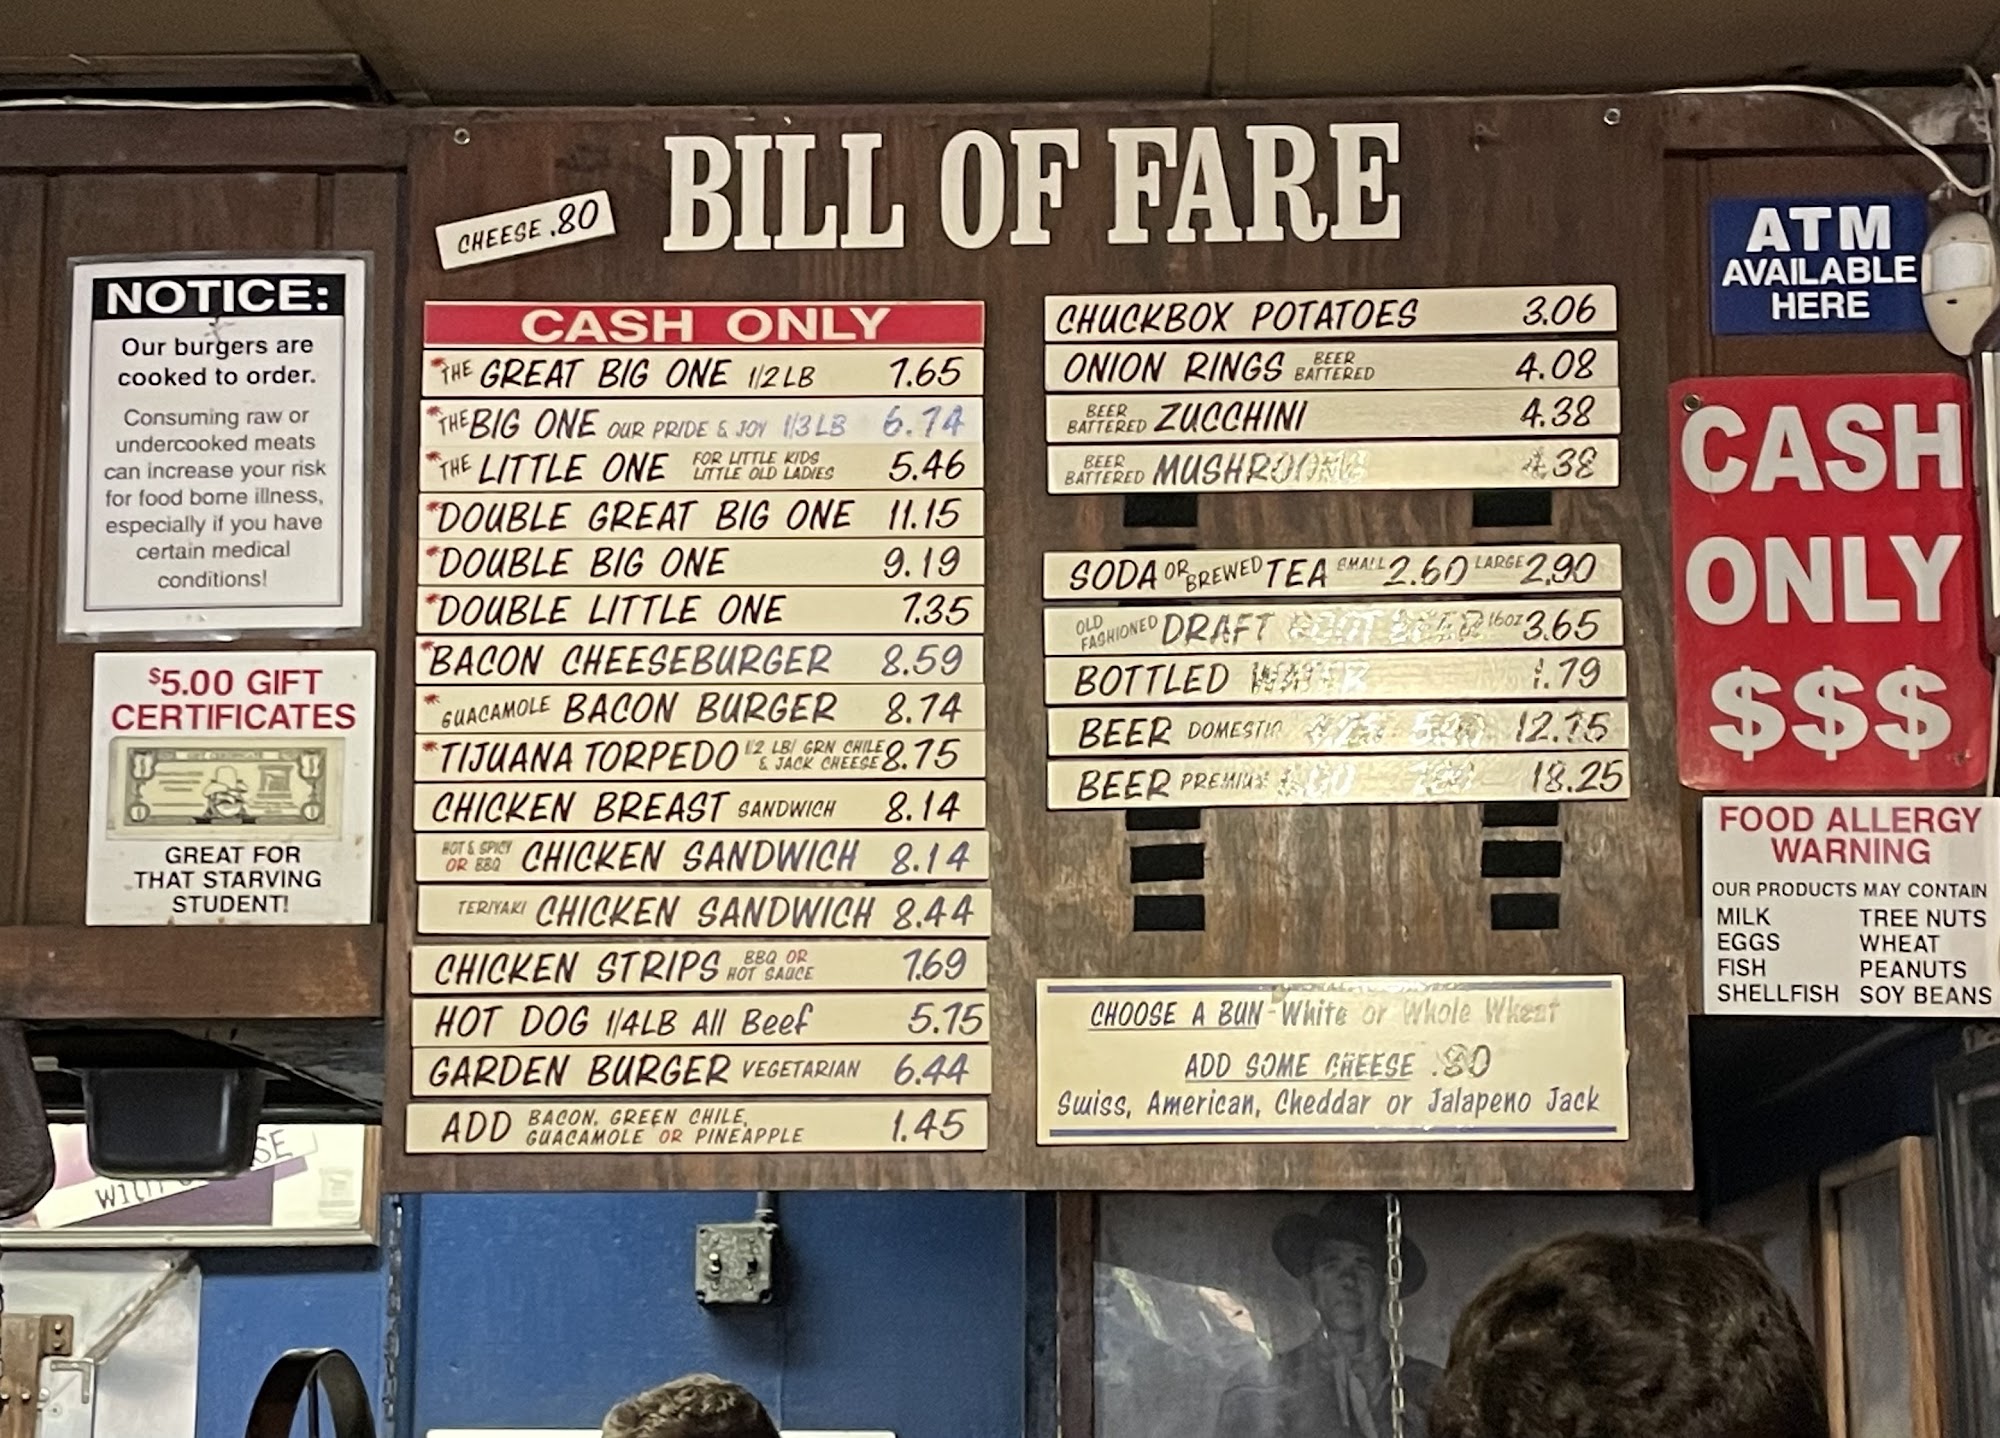 BILL OF FARE
CHEESE .80
NOTICE:
Our burgers are
cooked to order.
Consuming raw or
undercooked meats
can increase your risk
for food borne illness,
especially if you have
certain medical
conditions!
$5.00 GIFT
CERTIFICATES
GREAT FOR
THAT STARVING
STUDENT!
CASH ONLY
*THE GREAT BIG ONE 1/2 LB 7.65
*THE BIG ONE OUR PRIDE & JOY 1/3 LB 6.74
*THE LITTLE ONE FOR LITTLE KIDS LITTLE OLD LADIES 5.46
*DOUBLE GREAT BIG ONE 11.15
*DOUBLE BIG ONE 9.19
*DOUBLE LITTLE ONE 7.35
*BACON CHEESEBURGER 8.59
*GUACAMOLE BACON BURGER 8.74
*TIJUANA TORPEDO 1/2 LB/ GRN CHILE & JACK CHEESE 8.75
CHICKEN BREAST SANDWICH 8.14
HOT & SPICY OR BBQ CHICKEN SANDWICH 8.14
TERIYAKI CHICKEN SANDWICH 8.44
CHICKEN STRIPS BBQ OR HOT SAUCE 7.69
HOT DOG 1/4LB All Beef 5.75
GARDEN BURGER VEGETARIAN 6.44
ADD BACON, GREEN CHILE, GUACAMOLE OR PINEAPPLE 1.45
CHUCKBOX POTATOES 3.06
ONION RINGS BEER BATTERED 4.08
BEER BATTERED ZUCCHINI 4.38
BEER BATTERED MUSHROOMS 4.38
SODA OR BREWED TEA SMALL 2.60 LARGE 2.90
OLD FASHIONED DRAFT ROOT BEER 16OZ 3.65
BOTTLED WATER 1.79
BEER DOMESTIC 12.75
BEER PREMIUM 18.25
CHOOSE A BUN - White or Whole Wheat
ADD SOME CHEESE .80
Swiss, American, Cheddar or Jalapeno Jack
ATM
AVAILABLE
HERE
CASH
ONLY
$$$
FOOD ALLERGY
WARNING
OUR PRODUCTS MAY CONTAIN
MILK TREE NUTS
EGGS WHEAT
FISH PEANUTS
SHELLFISH SOY BEANS